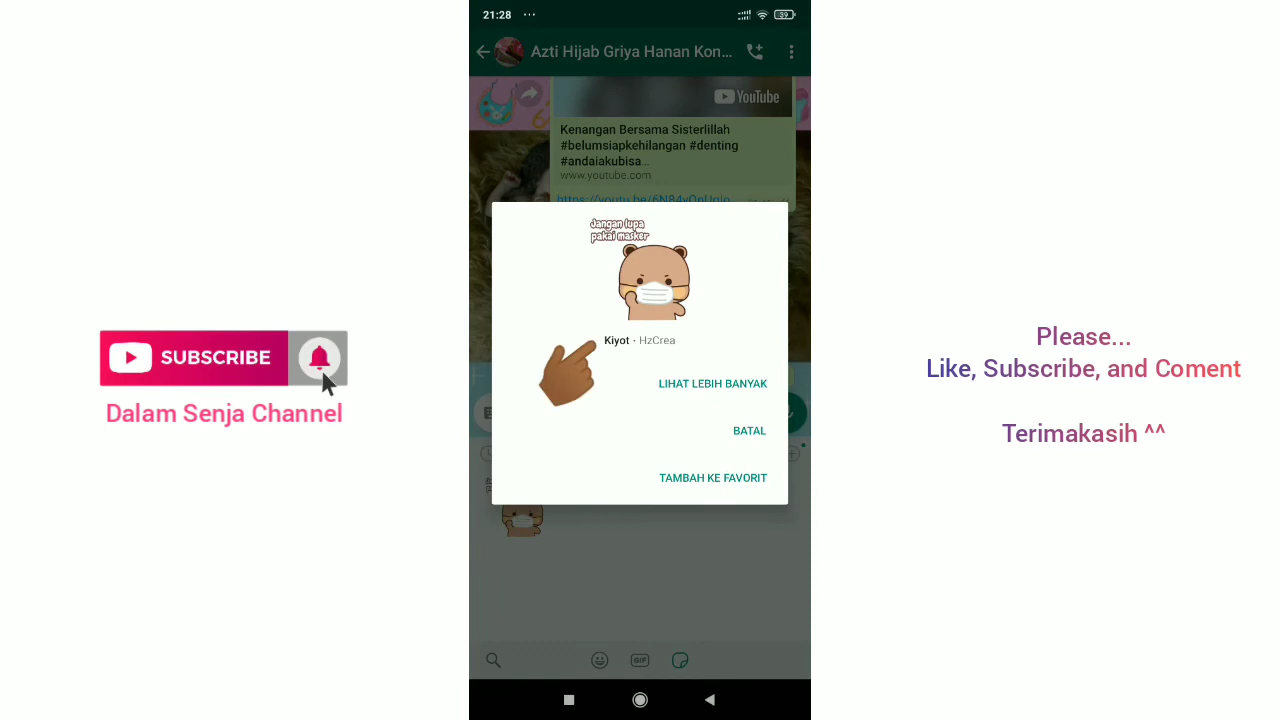 21:28
39
Azti Hijab Griya Hanan Kon...
YouTube
Kenangan Bersama Sisterlillah
#belumsiapkehilangan #denting
#andaiakubisa...
www.youtube.com
Jangan lupa
pakai masker
Kiyot · HzCrea
LIHAT LEBIH BANYAK
BATAL
TAMBAH KE FAVORIT
GIF
SUBSCRIBE
Dalam Senja Channel
Please...
Like, Subscribe, and Coment
Terimakasih ^^